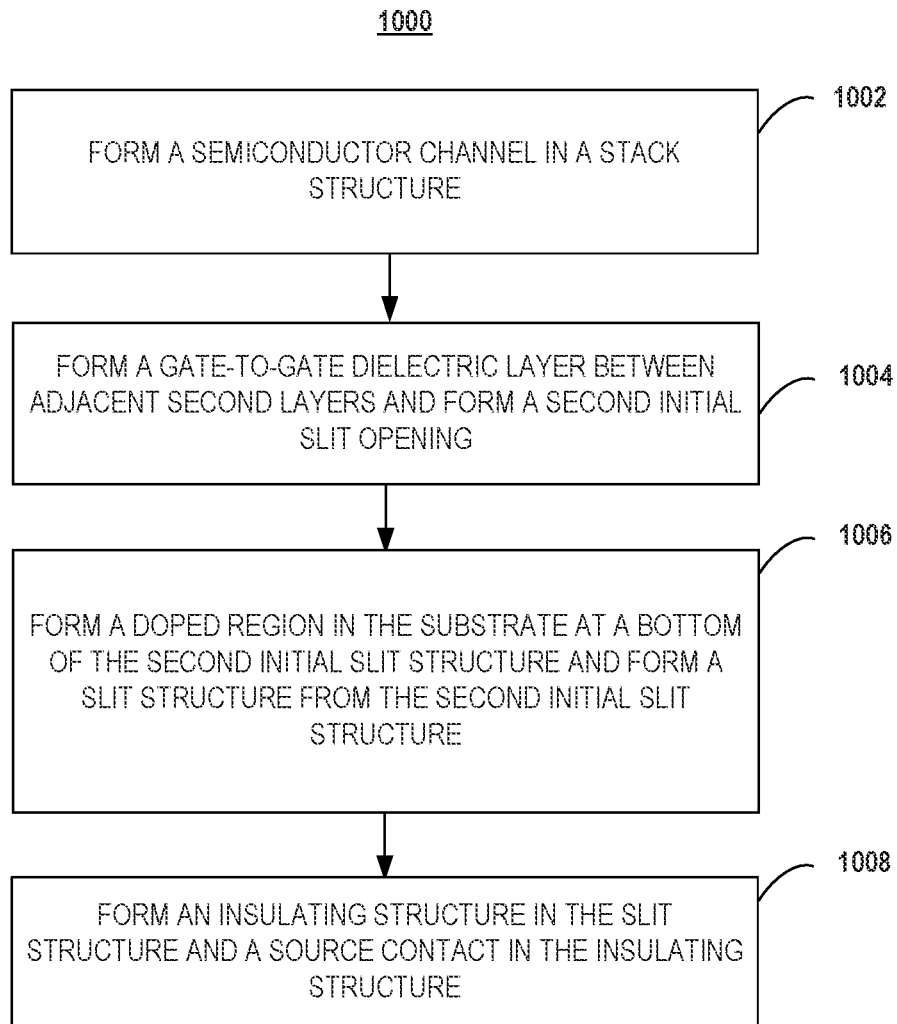 1000
1002
FORM A SEMICONDUCTOR CHANNEL IN A STACK
STRUCTURE
FORM A GATE-TO-GATE DIELECTRIC LAYER BETWEEN
ADJACENT SECOND LAYERS AND FORM A SECOND INITIAL
SLIT OPENING
1004
1006
FORM A DOPED REGION IN THE SUBSTRATE AT A BOTTOM
OF THE SECOND INITIAL SLIT STRUCTURE AND FORM A
SLIT STRUCTURE FROM THE SECOND INITIAL SLIT
STRUCTURE
1008
FORM AN INSULATING STRUCTURE IN THE SLIT
STRUCTURE AND A SOURCE CONTACT IN THE INSULATING
STRUCTURE